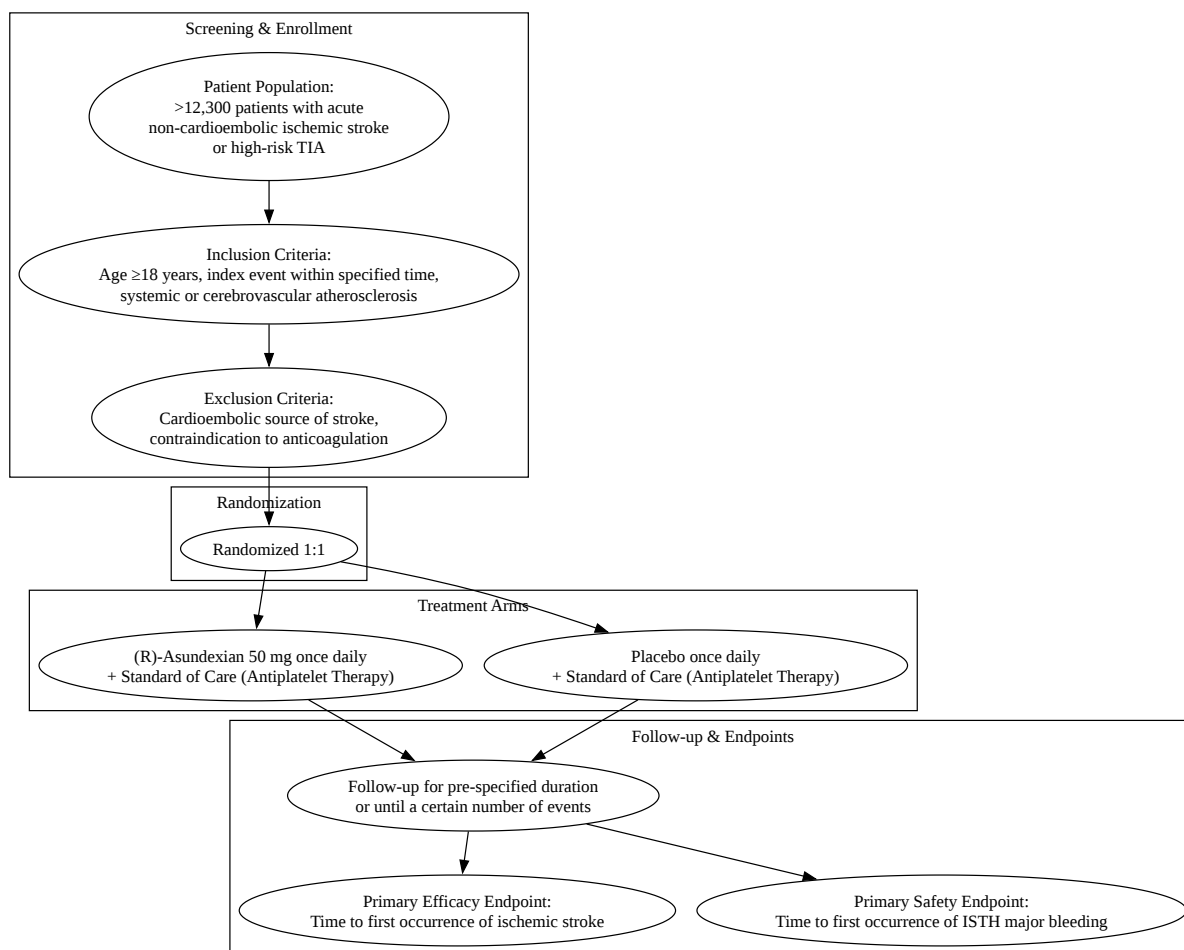 Screening & Enrollment
Patient Population:
>12,300 patients with acute
non-cardioembolic ischemic stroke
or high-risk TIA
Inclusion Criteria:
Age ≥18 years, index event within specified time,
systemic or cerebrovascular atherosclerosis
Exclusion Criteria:
Cardioembolic source of stroke,
contraindication to anticoagulation
Randomization
Randomized 1:1
Treatment Arms
(R)-Asundexian 50 mg once daily
+ Standard of Care (Antiplatelet Therapy)
Placebo once daily
+ Standard of Care (Antiplatelet Therapy)
Follow-up & Endpoints
Follow-up for pre-specified duration
or until a certain number of events
Primary Efficacy Endpoint:
Time to first occurrence of ischemic stroke
Primary Safety Endpoint:
Time to first occurrence of ISTH major bleeding